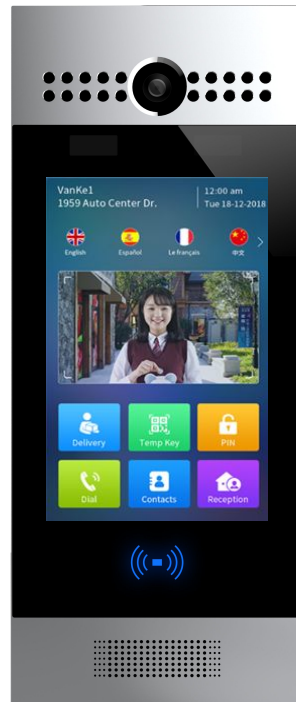 VanKe1
1959 Auto Center Dr.
12:00 am
Tue 18-12-2018
English
Español
Le français
中文
Delivery
Temp Key
PIN
Dial
Contacts
Reception